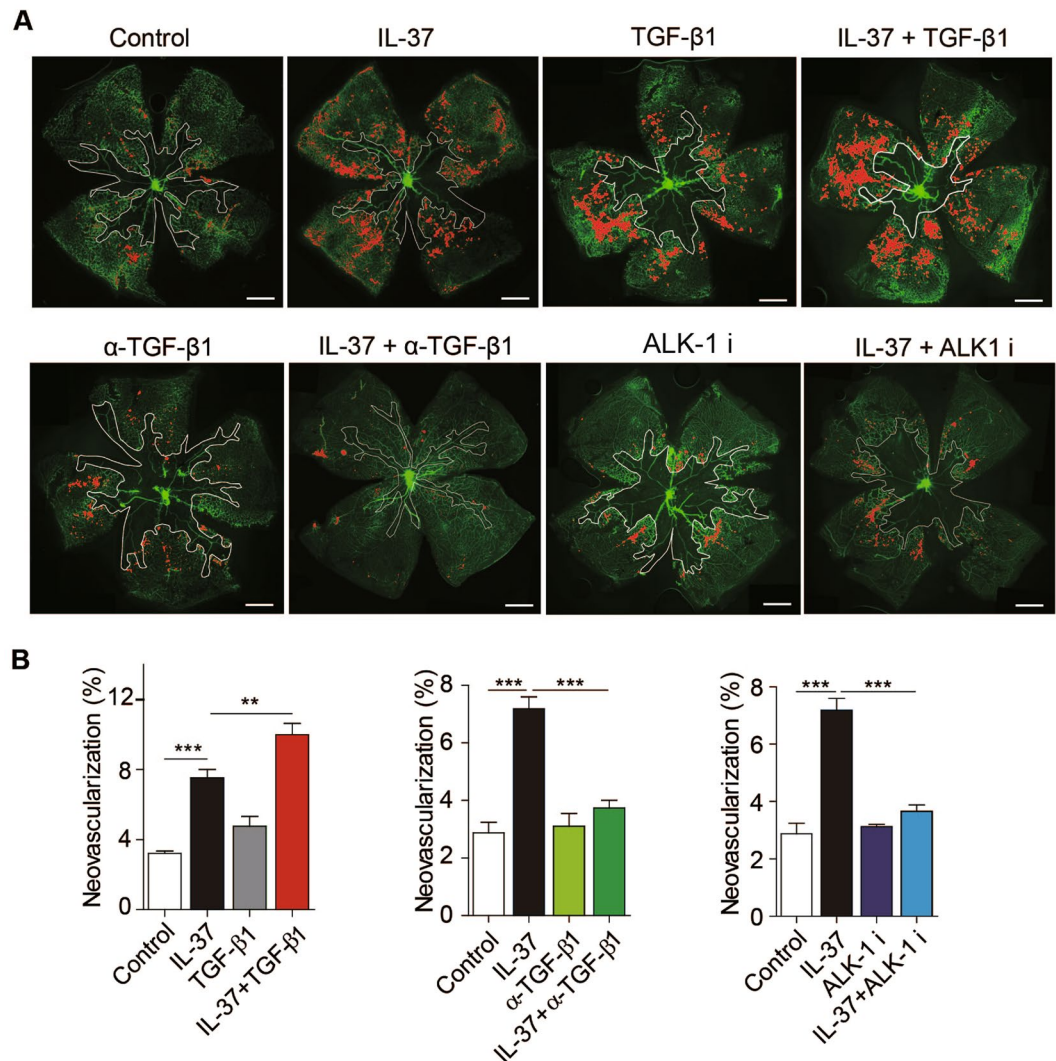 A
Control
IL-37
TGF-β1
IL-37 + TGF-β1
α-TGF-β1
IL-37 + α-TGF-β1
ALK-1 i
IL-37 + ALK1 i
B
Neovascularization (%)
12
8
4
0
***
**
Control
IL-37
TGF-β1
IL-37+TGF-β1
Neovascularization (%)
8
6
4
2
0
***
***
Control
IL-37
α-TGF-β1
IL-37+α-TGF-β1
Neovascularization (%)
8
6
4
2
0
***
***
Control
IL-37
ALK-1 i
IL-37+ALK-1 i